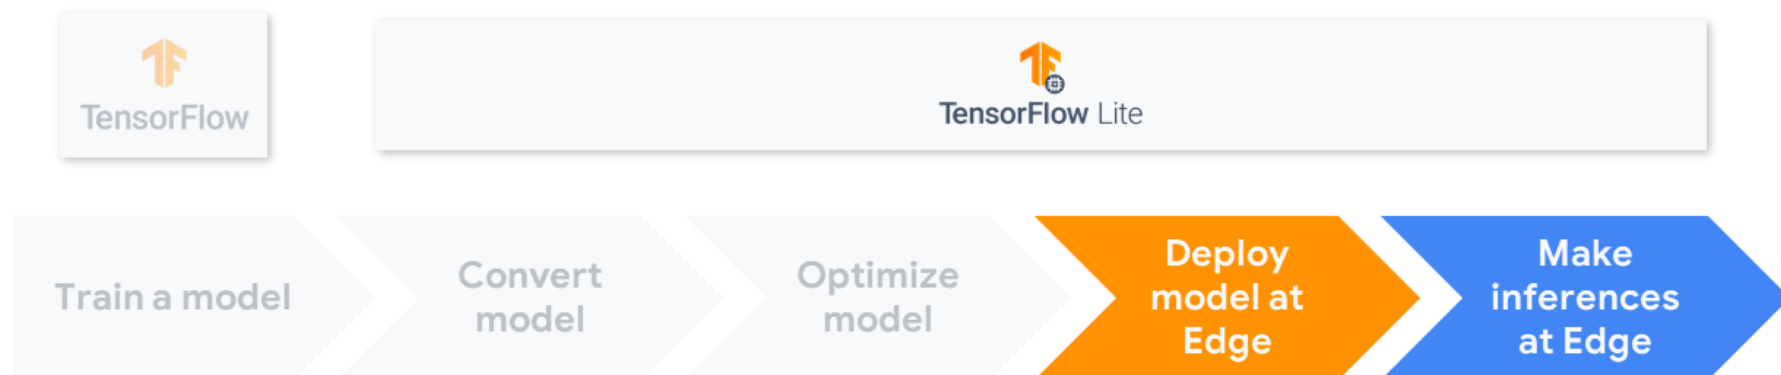 TensorFlow
TensorFlow Lite
Train a model
Convert
model
Optimize
model
Deploy
model at
Edge
Make
inferences
at Edge